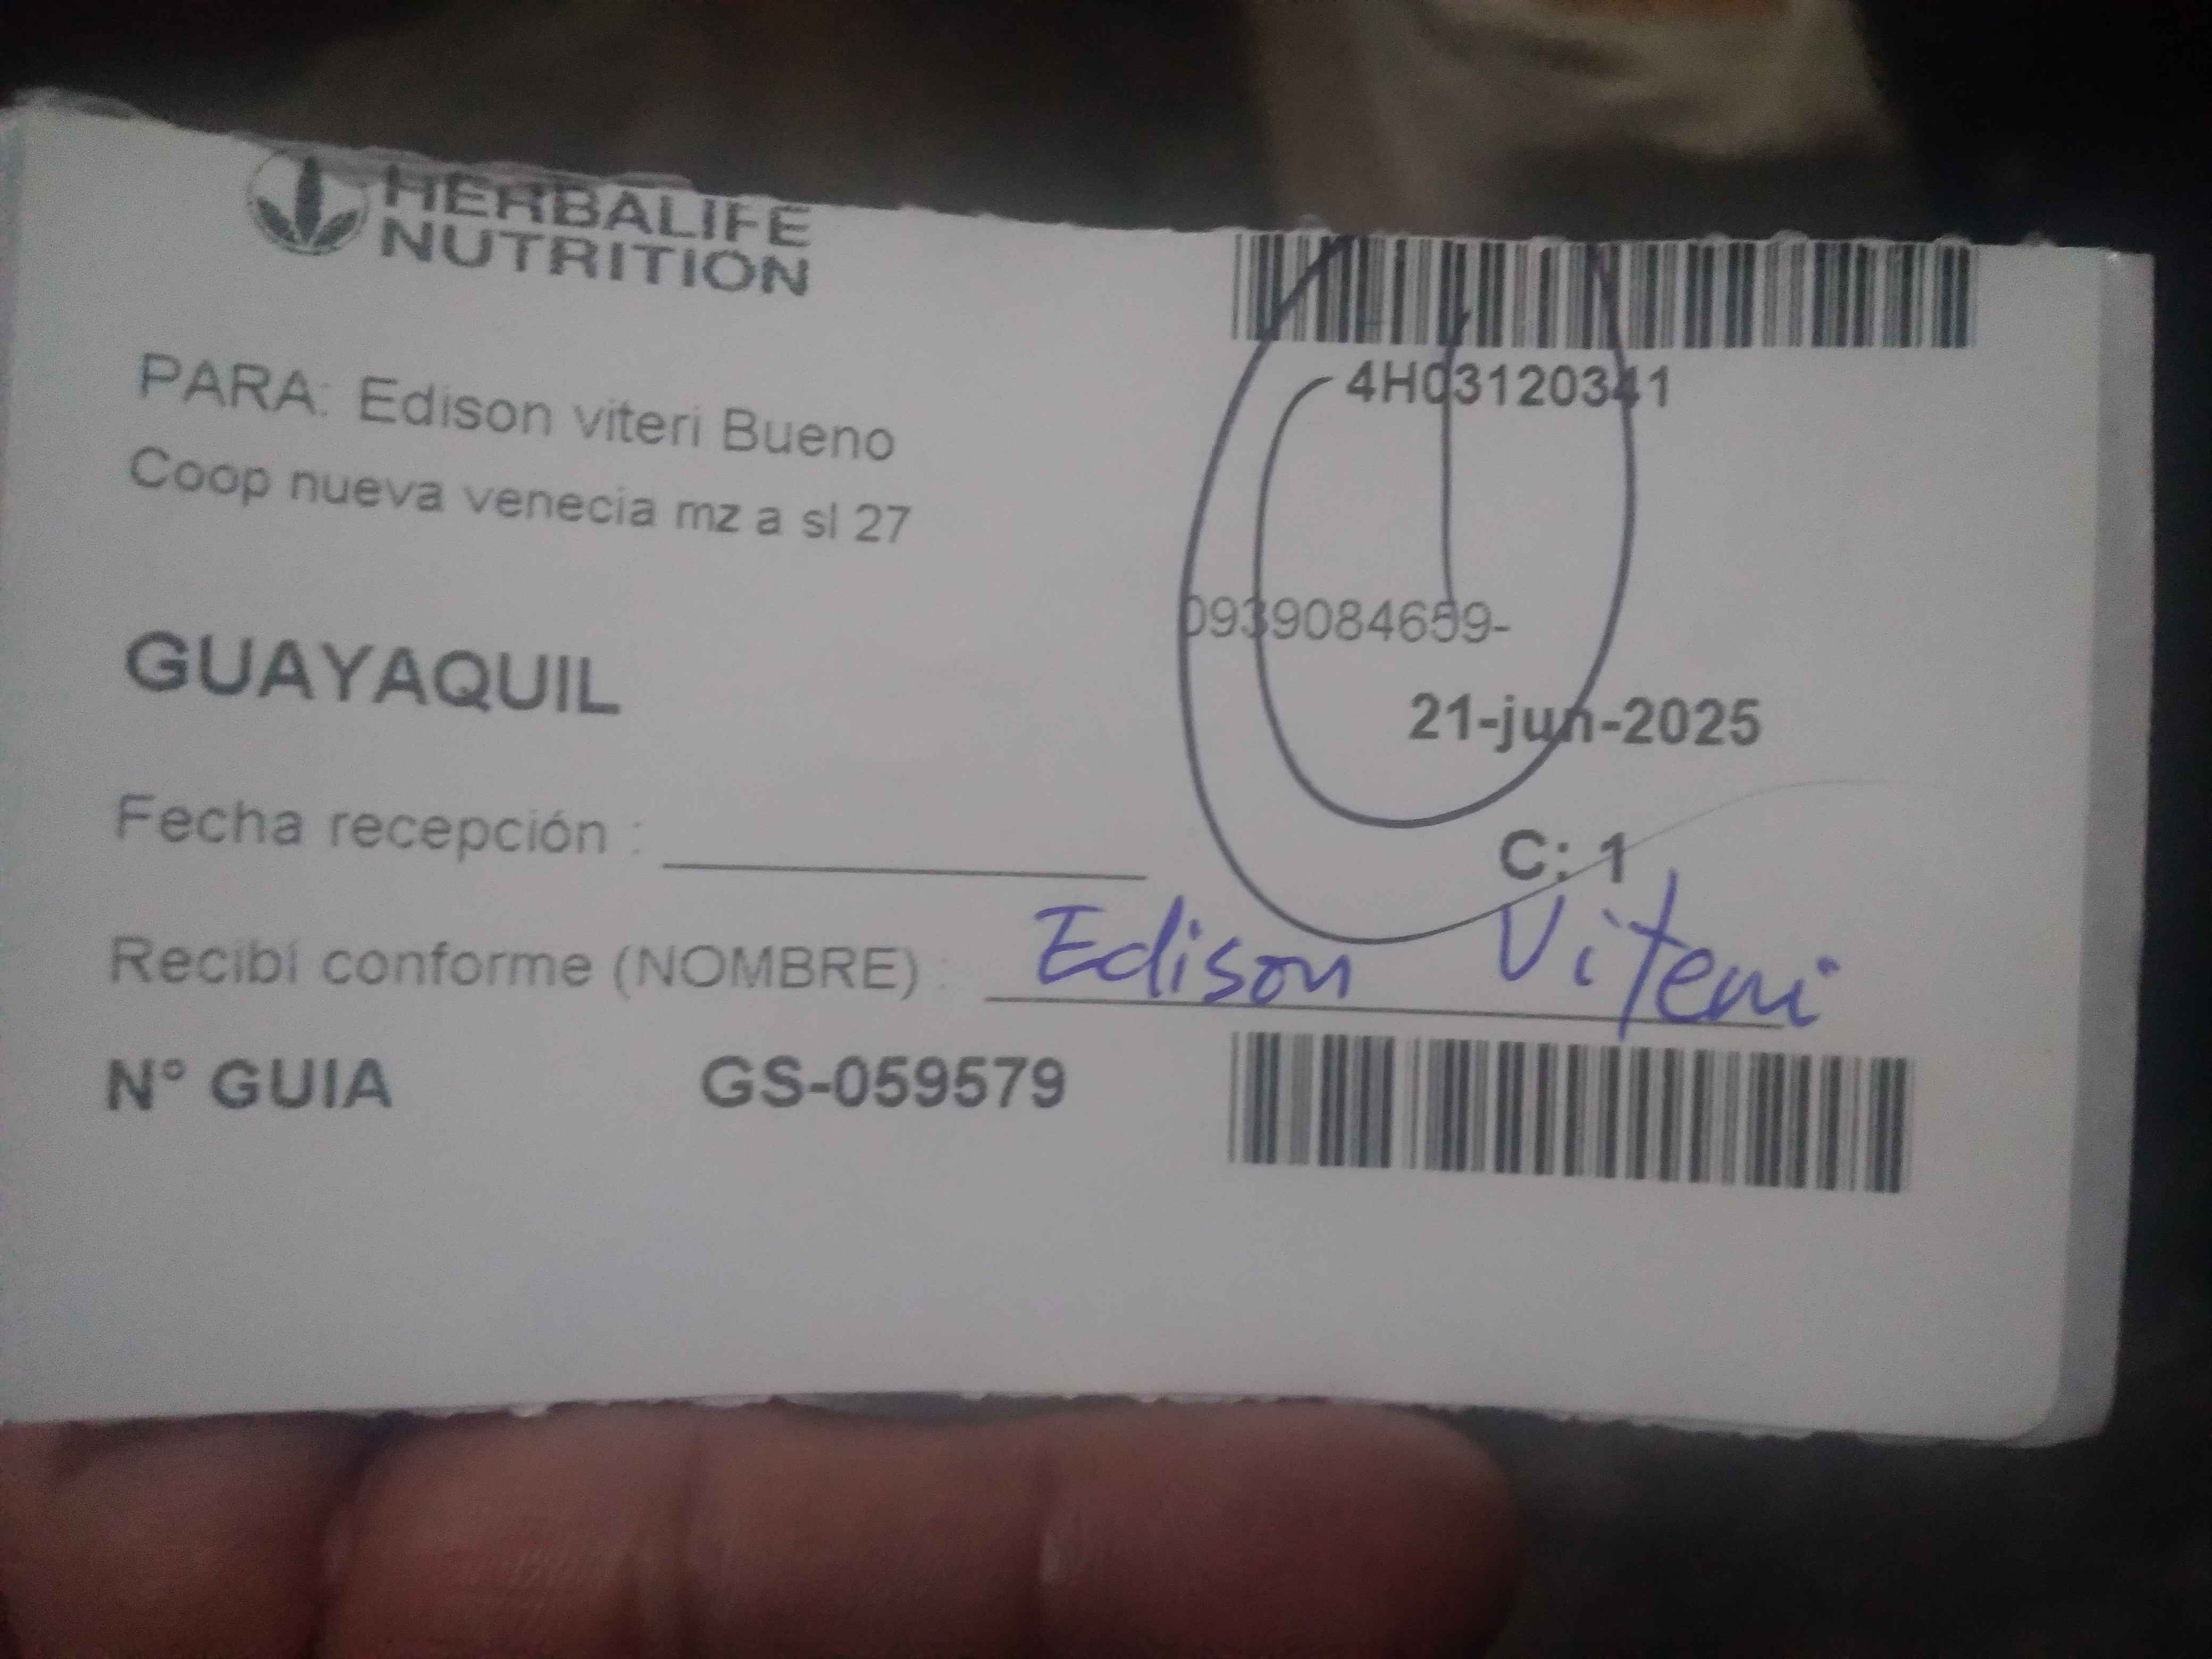 HERBALIFE
NUTRITION
4H03120341
PARA: Edison viteri Bueno
Coop nueva venecia mz a sl 27
0939084659-
GUAYAQUIL
21-jun-2025
Fecha recepción :
C: 1
Recibí conforme (NOMBRE) : Edison Viteri
N° GUIA GS-059579